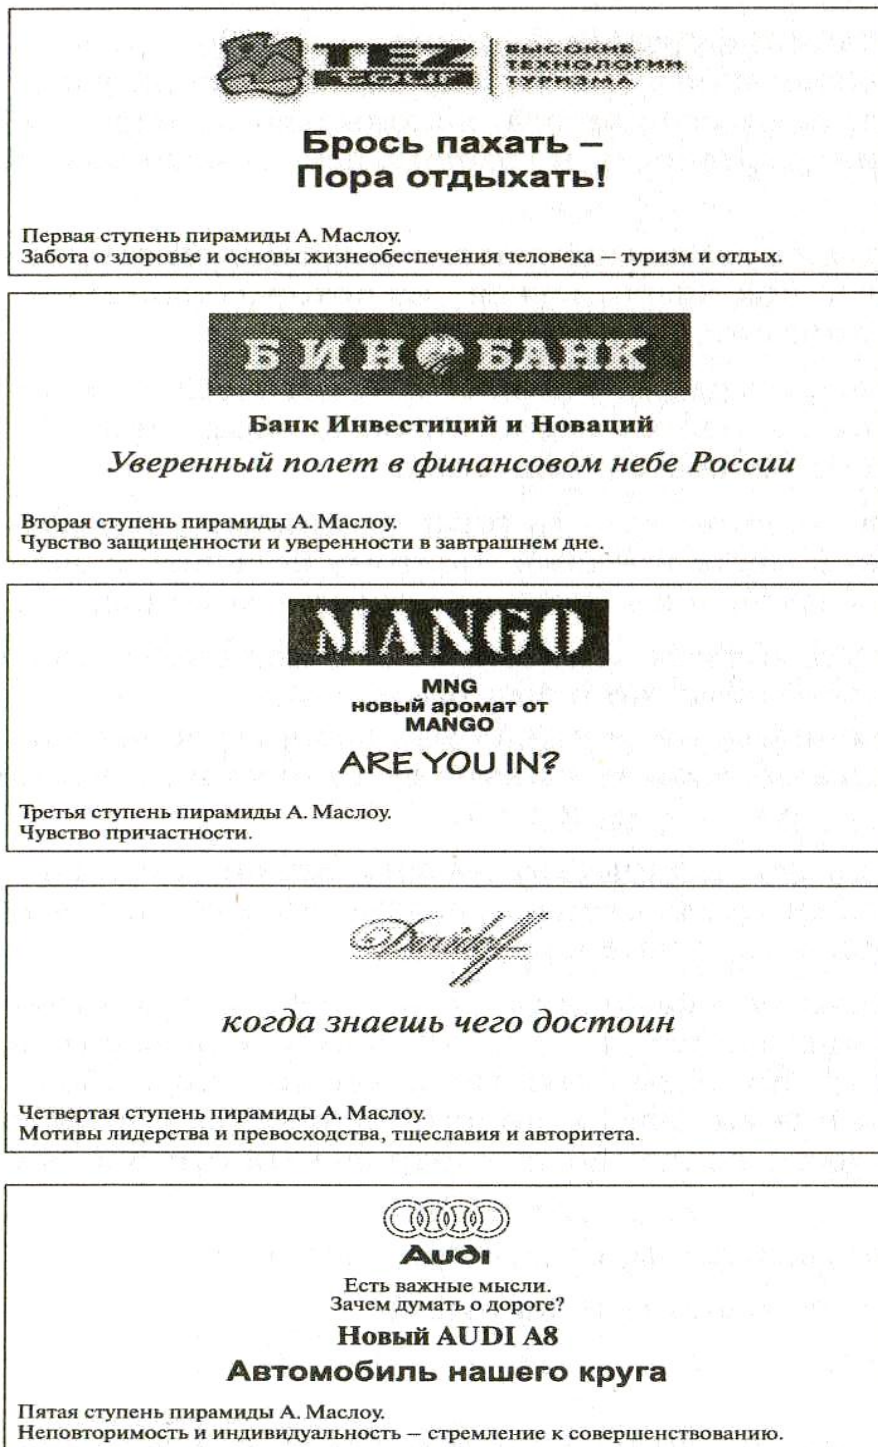 TEZ
TOUR
ВЫСОКИЕ
ТЕХНОЛОГИИ
ТУРИЗМА
Брось пахать –
Пора отдыхать!
Первая ступень пирамиды А. Маслоу.
Забота о здоровье и основы жизнеобеспечения человека – туризм и отдых.
БИНБАНК
Банк Инвестиций и Новаций
Уверенный полет в финансовом небе России
Вторая ступень пирамиды А. Маслоу.
Чувство защищенности и уверенности в завтрашнем дне.
MANGO
MNG
новый аромат от
MANGO
ARE YOU IN?
Третья ступень пирамиды А. Маслоу.
Чувство причастности.
Davidoff
когда знаешь чего достоин
Четвертая ступень пирамиды А. Маслоу.
Мотивы лидерства и превосходства, тщеславия и авторитета.
Audi
Есть важные мысли.
Зачем думать о дороге?
Новый AUDI A8
Автомобиль нашего круга
Пятая ступень пирамиды А. Маслоу.
Неповторимость и индивидуальность – стремление к совершенствованию.